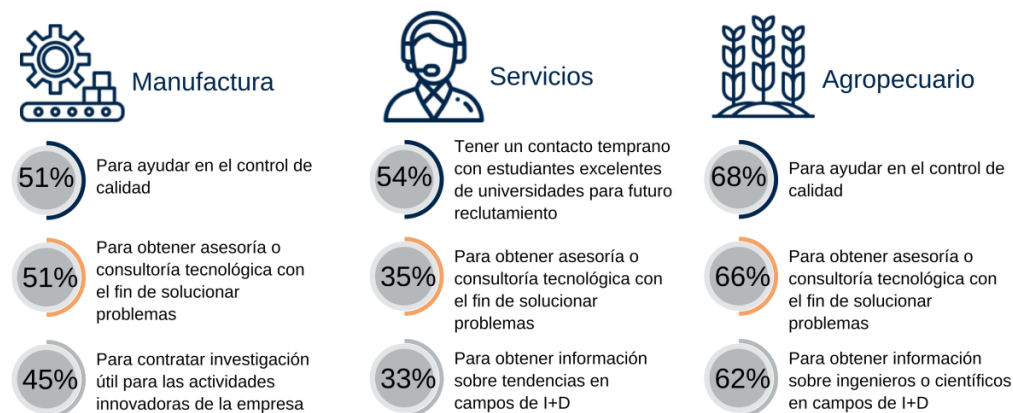 Manufactura
51%
Para ayudar en el control de
calidad
51%
Para obtener asesoría o
consultoría tecnológica con
el fin de solucionar
problemas
45%
Para contratar investigación
útil para las actividades
innovadoras de la empresa
Servicios
54%
Tener un contacto temprano
con estudiantes excelentes
de universidades para futuro
reclutamiento
35%
Para obtener asesoría o
consultoría tecnológica con
el fin de solucionar
problemas
33%
Para obtener información
sobre tendencias en
campos de I+D
Agropecuario
68%
Para ayudar en el control de
calidad
66%
Para obtener asesoría o
consultoría tecnológica con
el fin de solucionar
problemas
62%
Para obtener información
sobre ingenieros o científicos
en campos de I+D